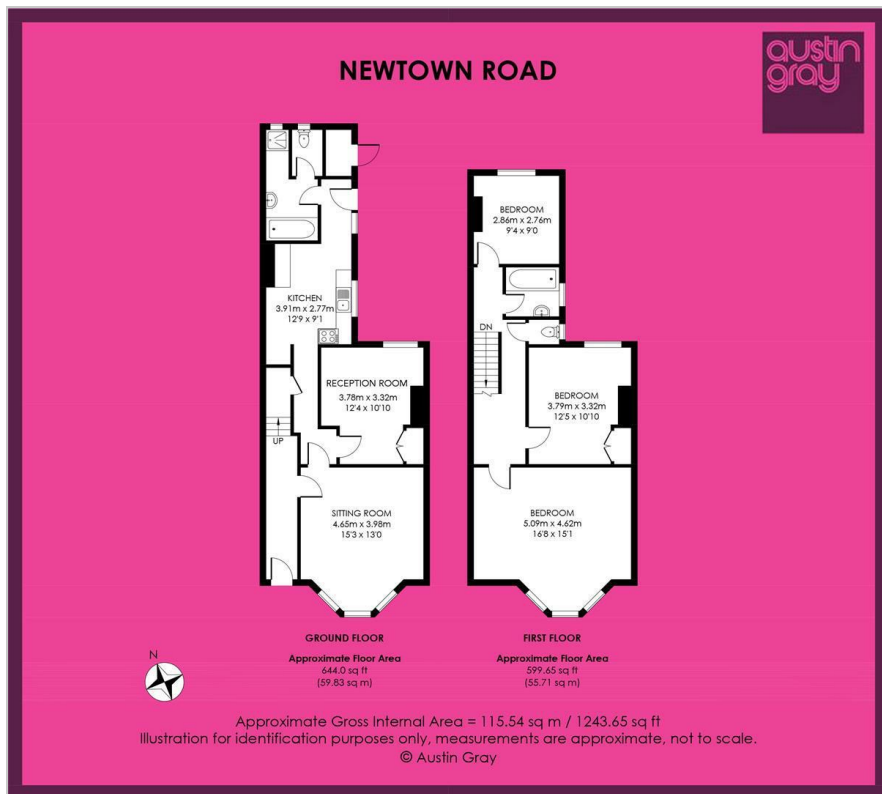 NEWTOWN ROAD
austin
gray
KITCHEN
3.91m x 2.77m
12'9 x 9'1
RECEPTION ROOM
3.78m x 3.32m
12'4 x 10'10
UP
SITTING ROOM
4.65m x 3.98m
15'3 x 13'0
BEDROOM
2.86m x 2.76m
9'4 x 9'0
DN
BEDROOM
3.79m x 3.32m
12'5 x 10'10
BEDROOM
5.09m x 4.62m
16'8 x 15'1
GROUND FLOOR
Approximate Floor Area
644.0 sq ft
(59.83 sq m)
FIRST FLOOR
Approximate Floor Area
599.65 sq ft
(55.71 sq m)
N
Approximate Gross Internal Area = 115.54 sq m / 1243.65 sq ft
Illustration for identification purposes only, measurements are approximate, not to scale.
© Austin Gray